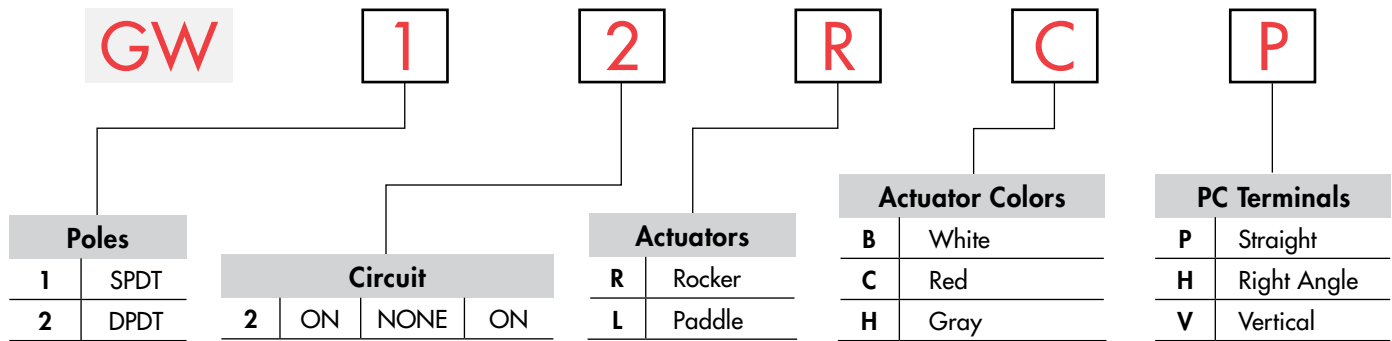 GW 1 2 R C P
Poles
1 SPDT
2 DPDT
Circuit
2 ON NONE ON
Actuators
R Rocker
L Paddle
Actuator Colors
B White
C Red
H Gray
PC Terminals
P Straight
H Right Angle
V Vertical